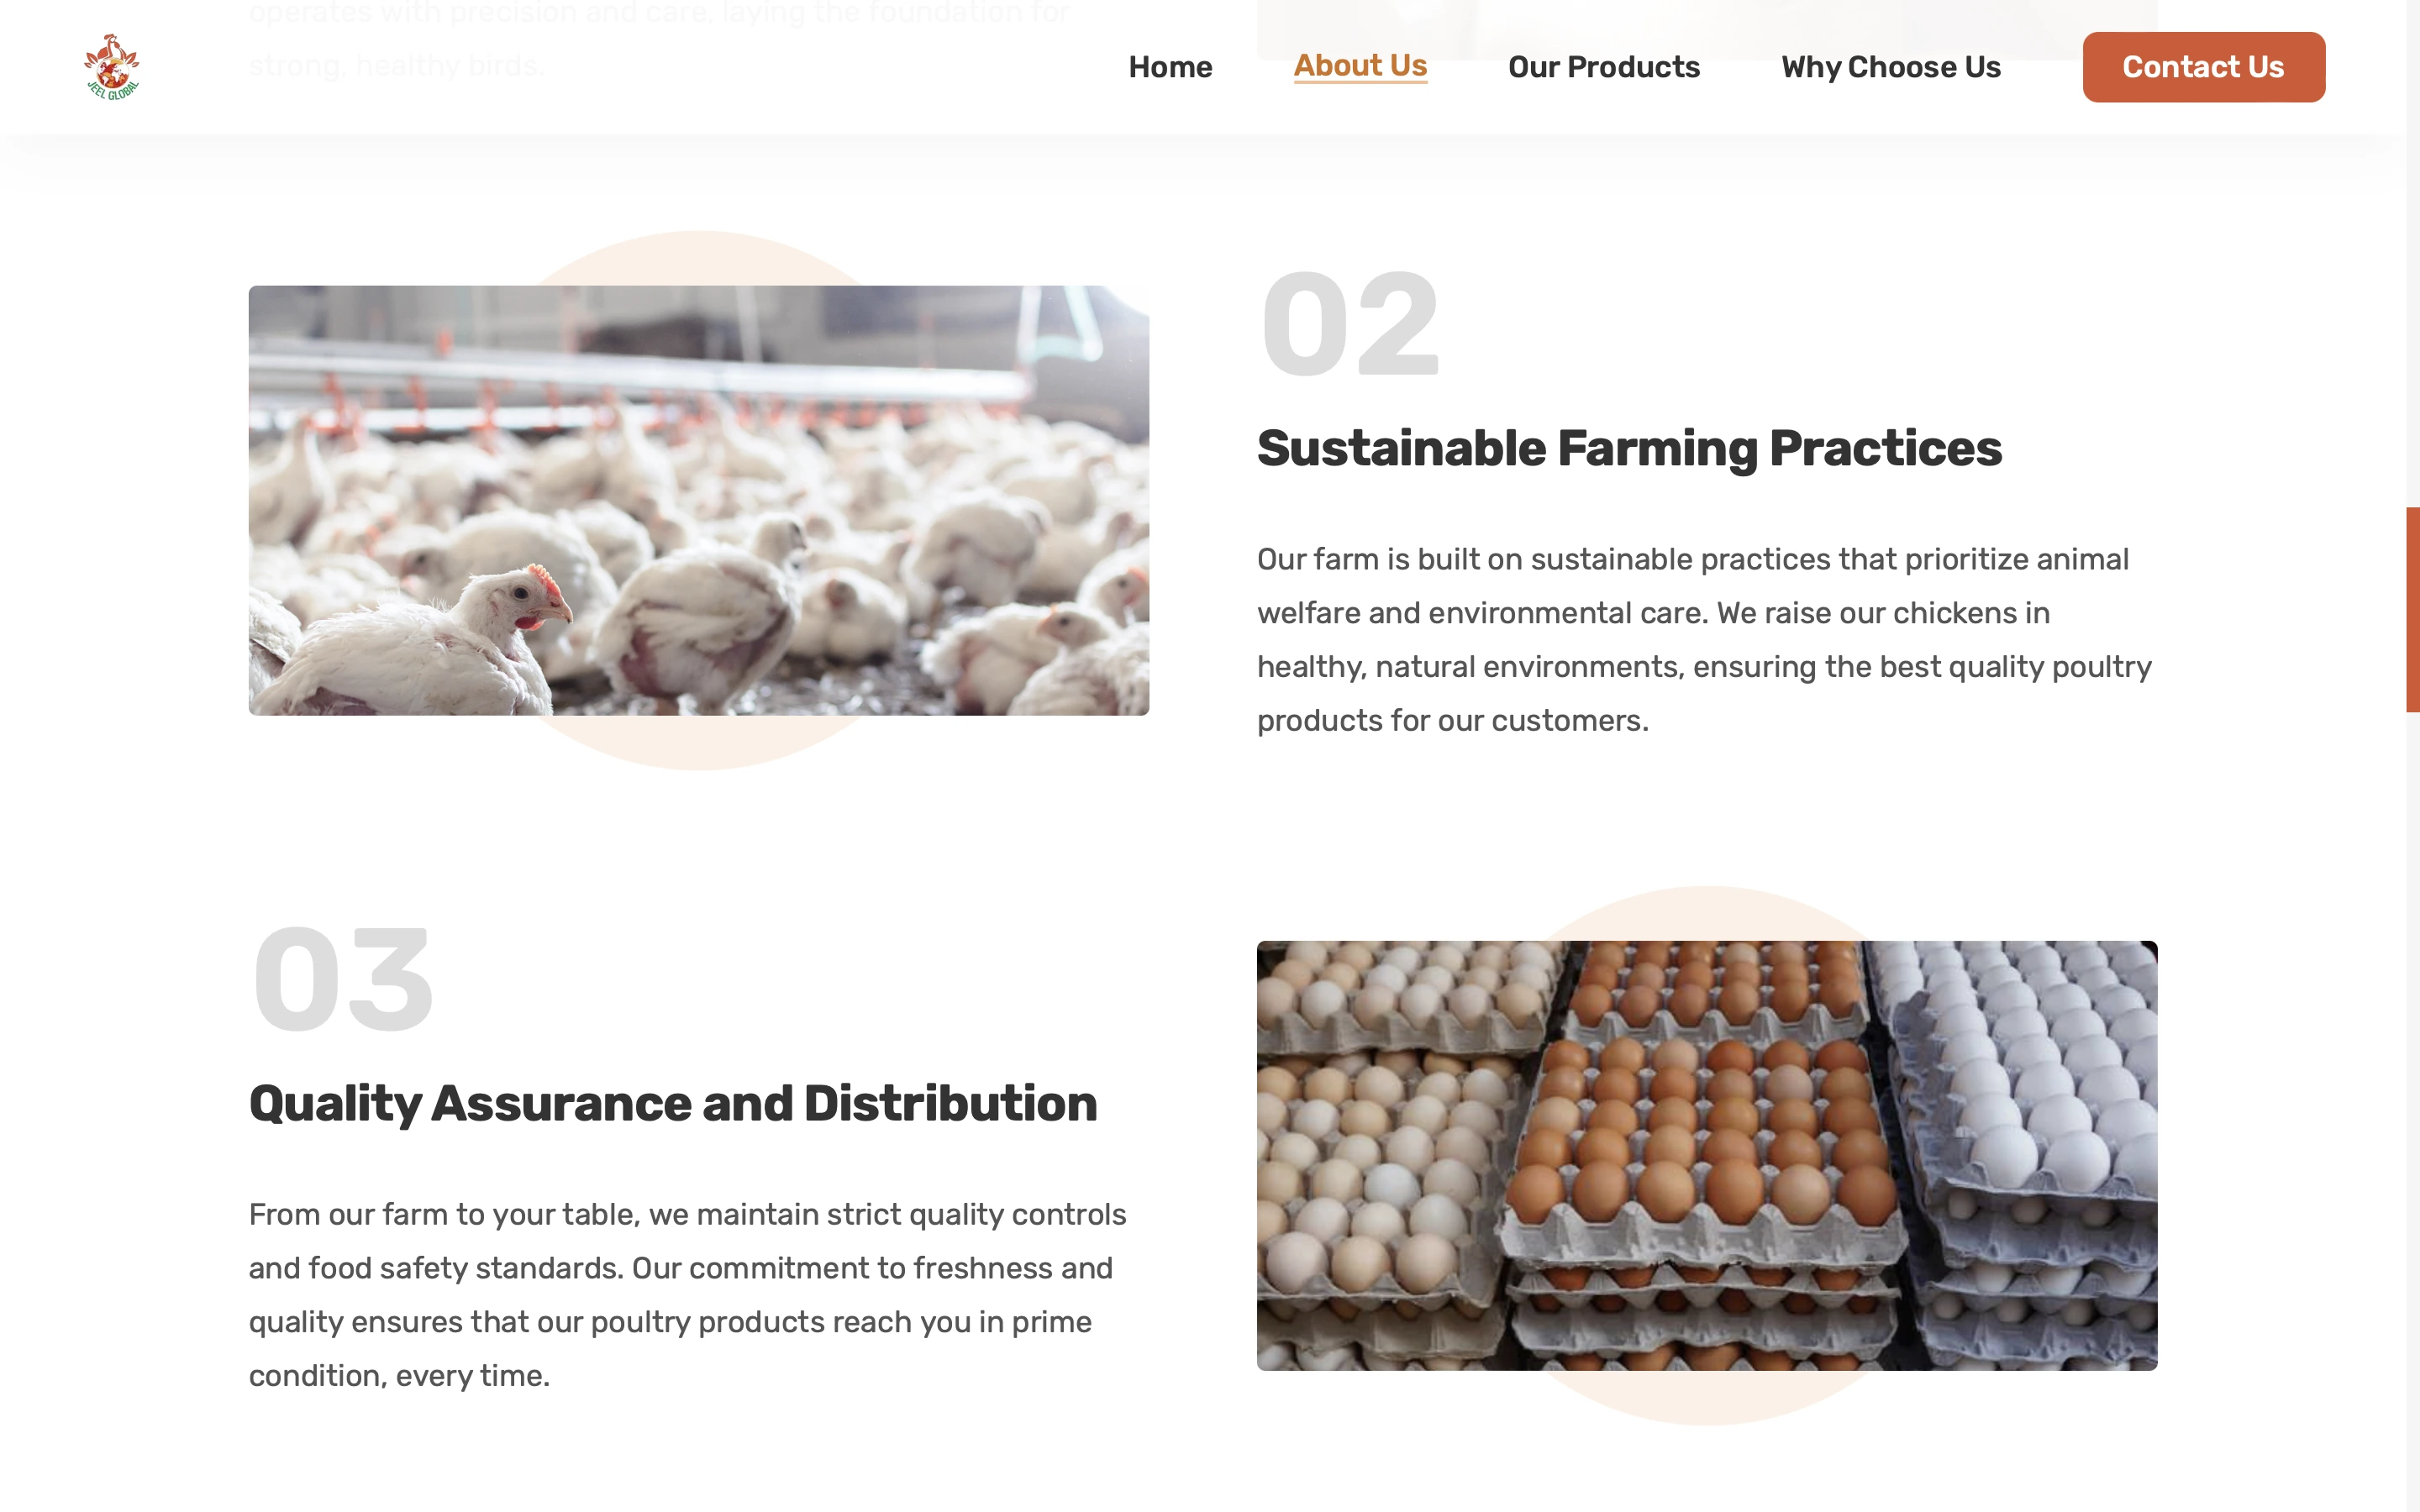 operates with precision and care, laying the foundation for
strong, healthy birds.
JEEL GLOBAL
Home
About Us
Our Products
Why Choose Us
Contact Us
02
Sustainable Farming Practices
Our farm is built on sustainable practices that prioritize animal
welfare and environmental care. We raise our chickens in
healthy, natural environments, ensuring the best quality poultry
products for our customers.
03
Quality Assurance and Distribution
From our farm to your table, we maintain strict quality controls
and food safety standards. Our commitment to freshness and
quality ensures that our poultry products reach you in prime
condition, every time.